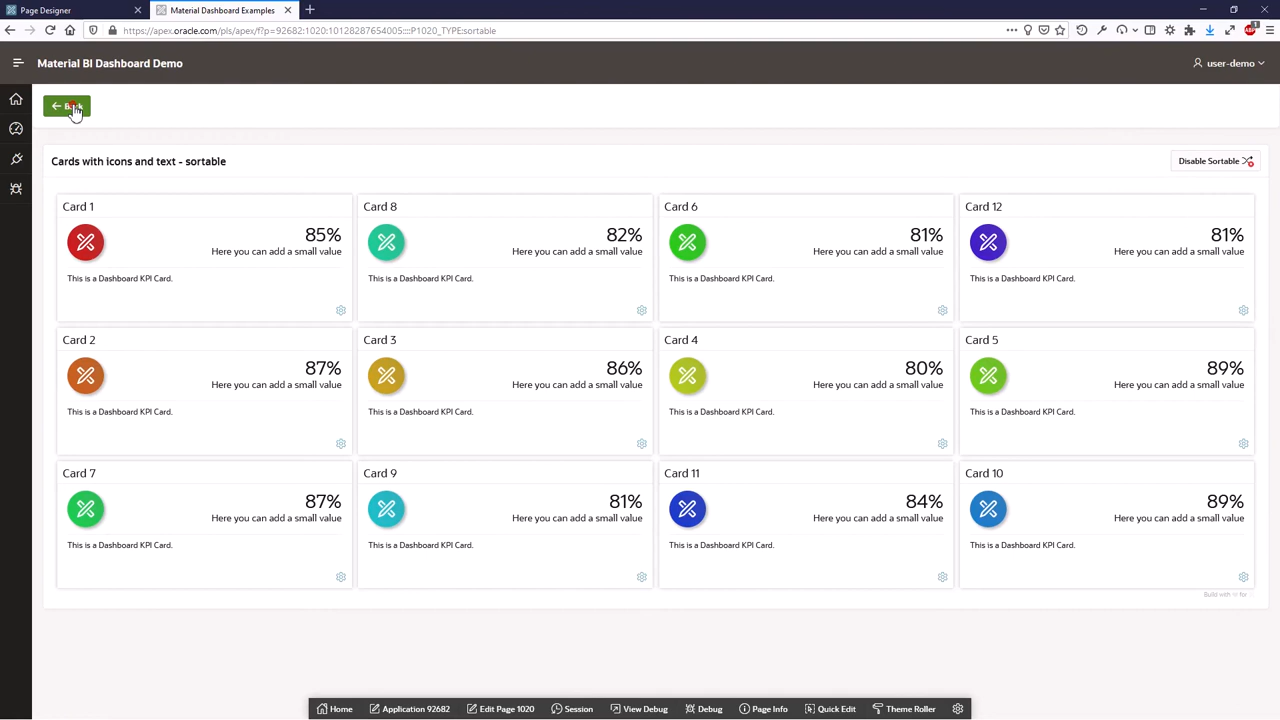 Page Designer
Material Dashboard Examples
https://apex.oracle.com/pls/apex/f?p=92682:1020:10128287654005::::P1020_TYPE:sortable
Material BI Dashboard Demo
user-demo
Back
Cards with icons and text - sortable
Disable Sortable
Card 1
85%
Here you can add a small value
This is a Dashboard KPI Card.
Card 8
82%
Here you can add a small value
This is a Dashboard KPI Card.
Card 6
81%
Here you can add a small value
This is a Dashboard KPI Card.
Card 12
81%
Here you can add a small value
This is a Dashboard KPI Card.
Card 2
87%
Here you can add a small value
This is a Dashboard KPI Card.
Card 3
86%
Here you can add a small value
This is a Dashboard KPI Card.
Card 4
80%
Here you can add a small value
This is a Dashboard KPI Card.
Card 5
89%
Here you can add a small value
This is a Dashboard KPI Card.
Card 7
87%
Here you can add a small value
This is a Dashboard KPI Card.
Card 9
81%
Here you can add a small value
This is a Dashboard KPI Card.
Card 11
84%
Here you can add a small value
This is a Dashboard KPI Card.
Card 10
89%
Here you can add a small value
This is a Dashboard KPI Card.
Build with for
Home
Application 92682
Edit Page 1020
Session
View Debug
Debug
Page Info
Quick Edit
Theme Roller